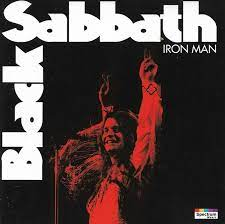 Black
Sabbath
IRON MAN
Spectrum